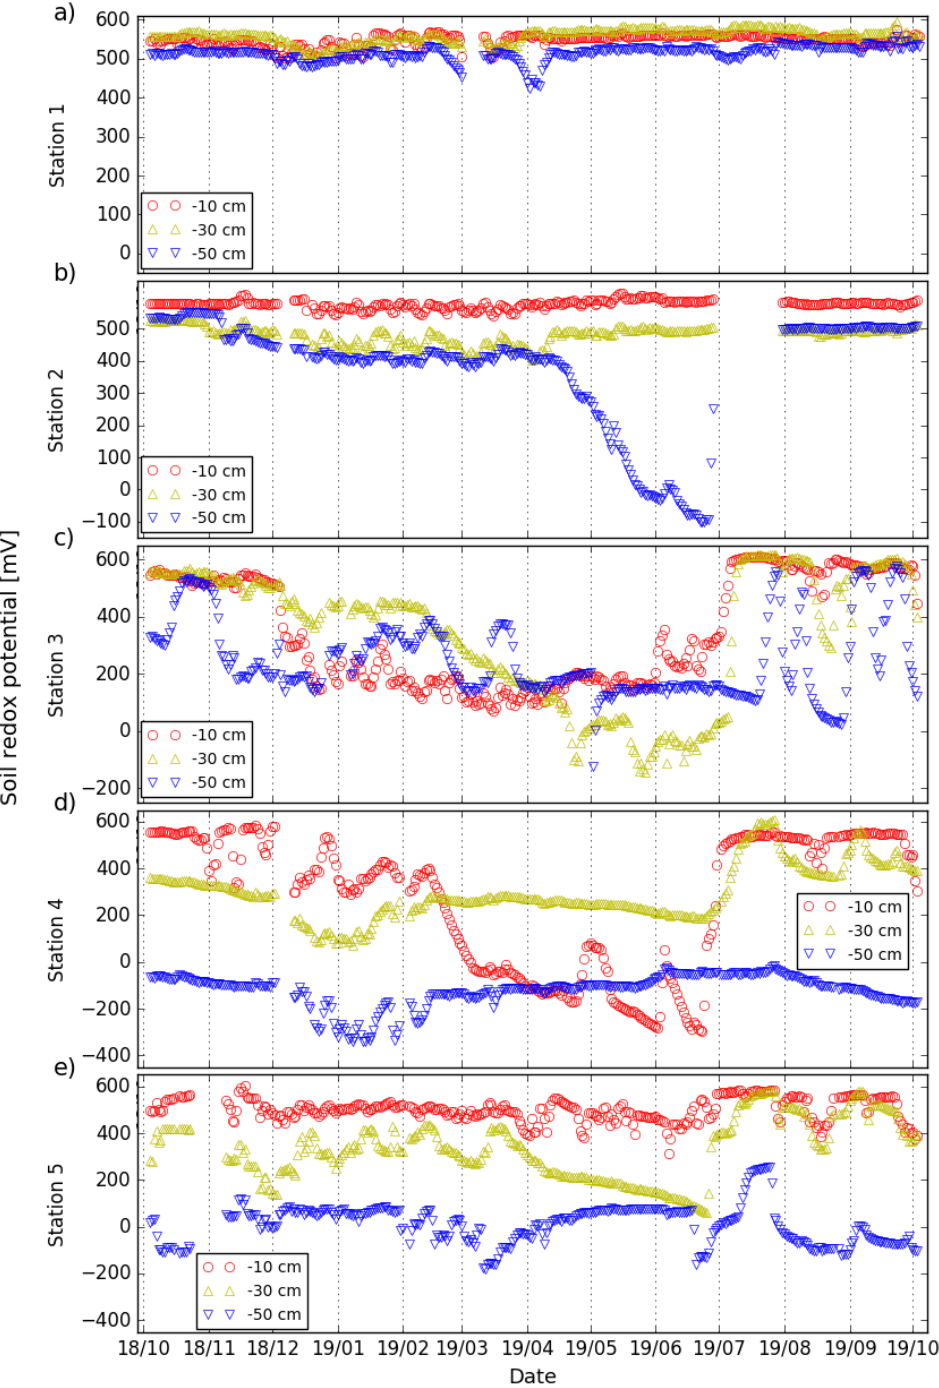 a)
600
500
400
300
200
100
0
Station 1
-10 cm
-30 cm
-50 cm
b)
500
400
300
200
100
0
−100
Station 2
-10 cm
-30 cm
-50 cm
c)
600
400
200
0
−200
Station 3
-10 cm
-30 cm
-50 cm
Soil redox potential [mV]
d)
600
400
200
0
−200
−400
Station 4
-10 cm
-30 cm
-50 cm
e)
600
400
200
0
−200
−400
Station 5
-10 cm
-30 cm
-50 cm
18/10 18/11 18/12 19/01 19/02 19/03 19/04 19/05 19/06 19/07 19/08 19/09 19/10
Date